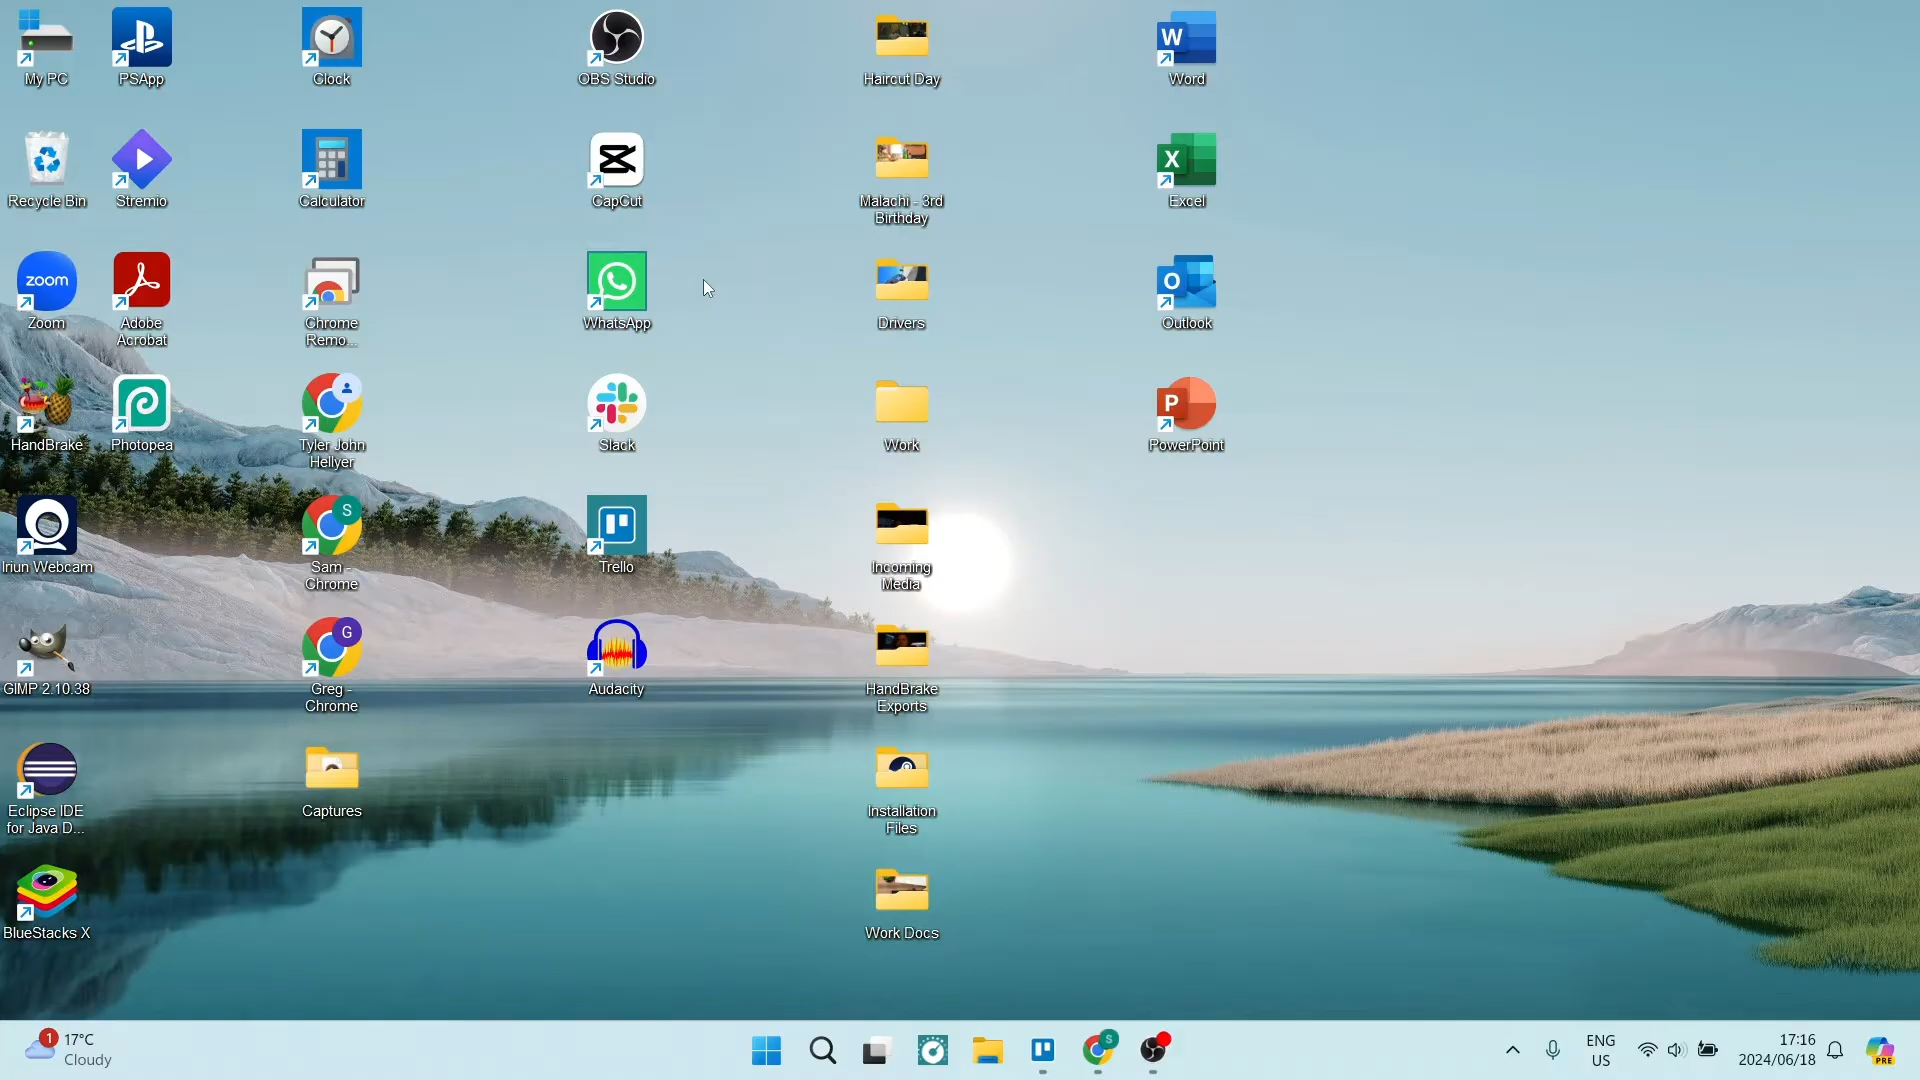 My PC
PSApp
Clock
OBS Studio
Haircut Day
W
Word
Recycle Bin
Stremio
Calculator
CapCut
Malachi - 3rd
Birthday
X
Excel
zoom
Zoom
Adobe
Acrobat
Chrome
Remo...
WhatsApp
Drivers
O
Outlook
HandBrake
Photopea
Tyler John
Hellyer
Slack
Work
P
PowerPoint
Iriun Webcam
S
Sam -
Chrome
Trello
Incoming
Media
GIMP 2.10.38
G
Greg -
Chrome
Audacity
HandBrake
Exports
Eclipse IDE
for Java D...
Captures
Installation
Files
BlueStacks X
Work Docs
1
17°C
Cloudy
S
ENG
US
17:16
2024/06/18
PRE